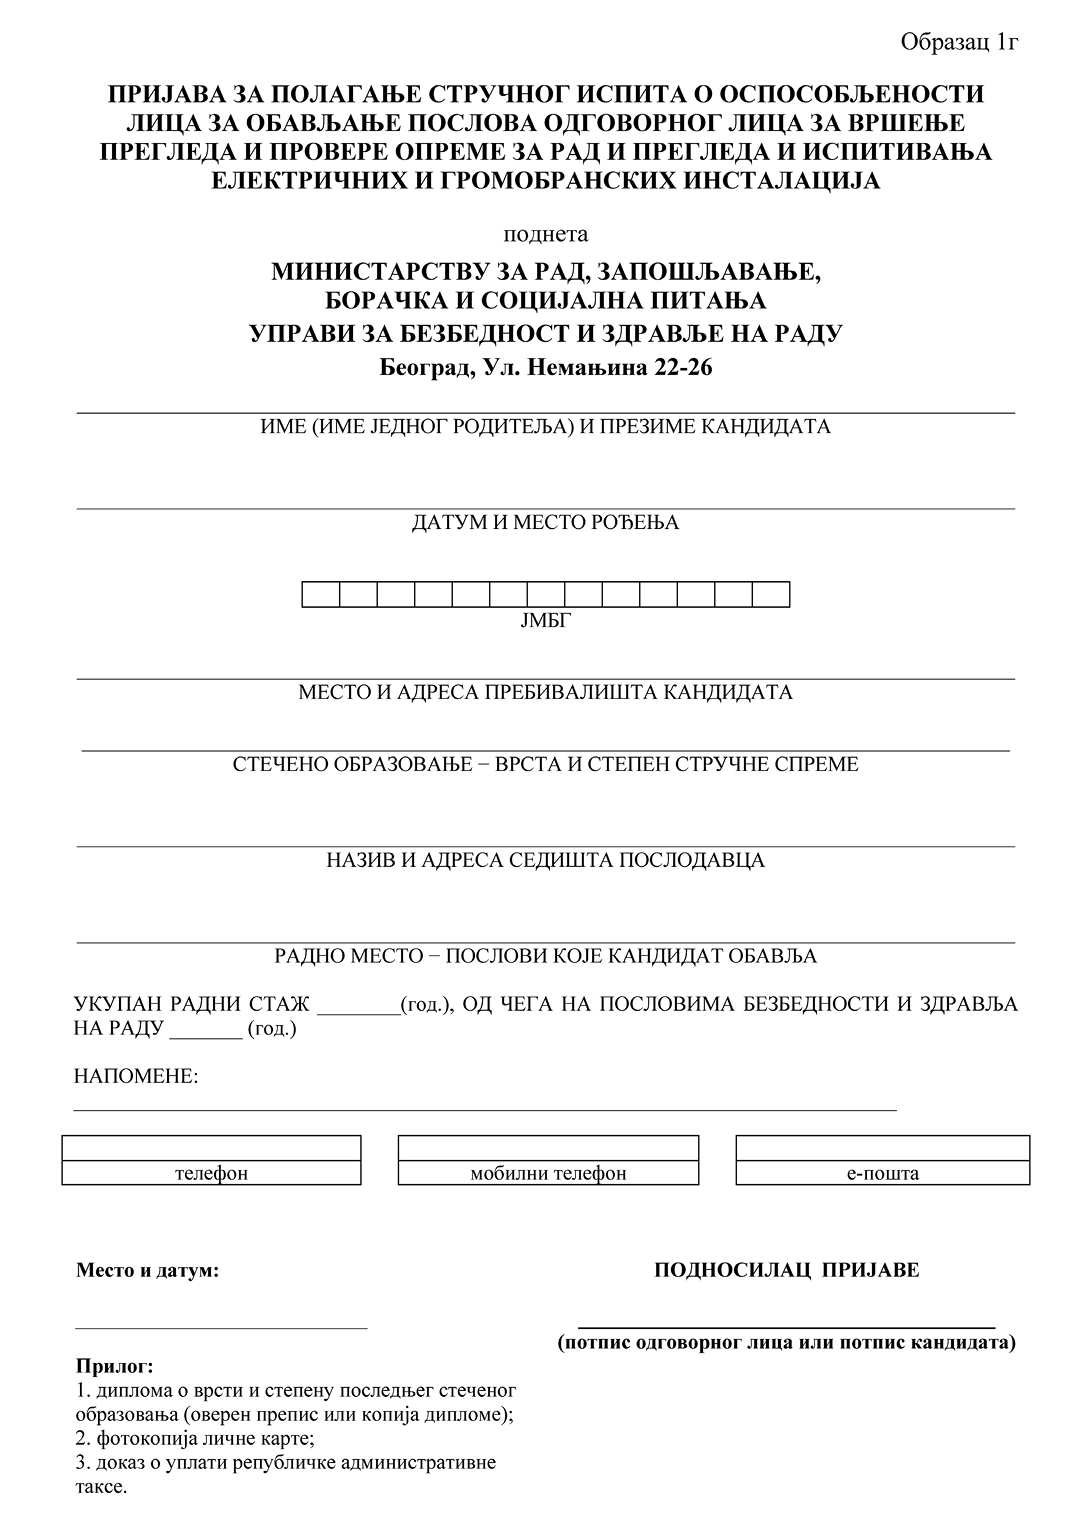 Образац 1г
ПРИЈАВА ЗА ПОЛАГАЊЕ СТРУЧНОГ ИСПИТА О ОСПОСОБЉЕНОСТИ
ЛИЦА ЗА ОБАВЉАЊЕ ПОСЛОВА ОДГОВОРНОГ ЛИЦА ЗА ВРШЕЊЕ
ПРЕГЛЕДА И ПРОВЕРЕ ОПРЕМЕ ЗА РАД И ПРЕГЛЕДА И ИСПИТИВАЊА
ЕЛЕКТРИЧНИХ И ГРОМОБРАНСКИХ ИНСТАЛАЦИЈА
поднета
МИНИСТАРСТВУ ЗА РАД, ЗАПОШЉАВАЊЕ,
БОРАЧКА И СОЦИЈАЛНА ПИТАЊА
УПРАВИ ЗА БЕЗБЕДНОСТ И ЗДРАВЉЕ НА РАДУ
Београд, Ул. Немањина 22-26
ИМЕ (ИМЕ ЈЕДНОГ РОДИТЕЉА) И ПРЕЗИМЕ КАНДИДАТА
ДАТУМ И МЕСТО РОЂЕЊА
ЈМБГ
МЕСТО И АДРЕСА ПРЕБИВАЛИШТА КАНДИДАТА
СТЕЧЕНО ОБРАЗОВАЊЕ − ВРСТА И СТЕПЕН СТРУЧНЕ СПРЕМЕ
НАЗИВ И АДРЕСА СЕДИШТА ПОСЛОДАВЦА
РАДНО МЕСТО − ПОСЛОВИ КОЈЕ КАНДИДАТ ОБАВЉА
УКУПАН РАДНИ СТАЖ ________(год.), ОД ЧЕГА НА ПОСЛОВИМА БЕЗБЕДНОСТИ И ЗДРАВЉА
НА РАДУ _______ (год.)
НАПОМЕНЕ:
телефон
мобилни телефон
е-пошта
Место и датум:
ПОДНОСИЛАЦ ПРИЈАВЕ
(потпис одговорног лица или потпис кандидата)
Прилог:
1. диплома о врсти и степену последњег стеченог
образовања (оверен препис или копија дипломе);
2. фотокопија личне карте;
3. доказ о уплати републичке административне
таксе.